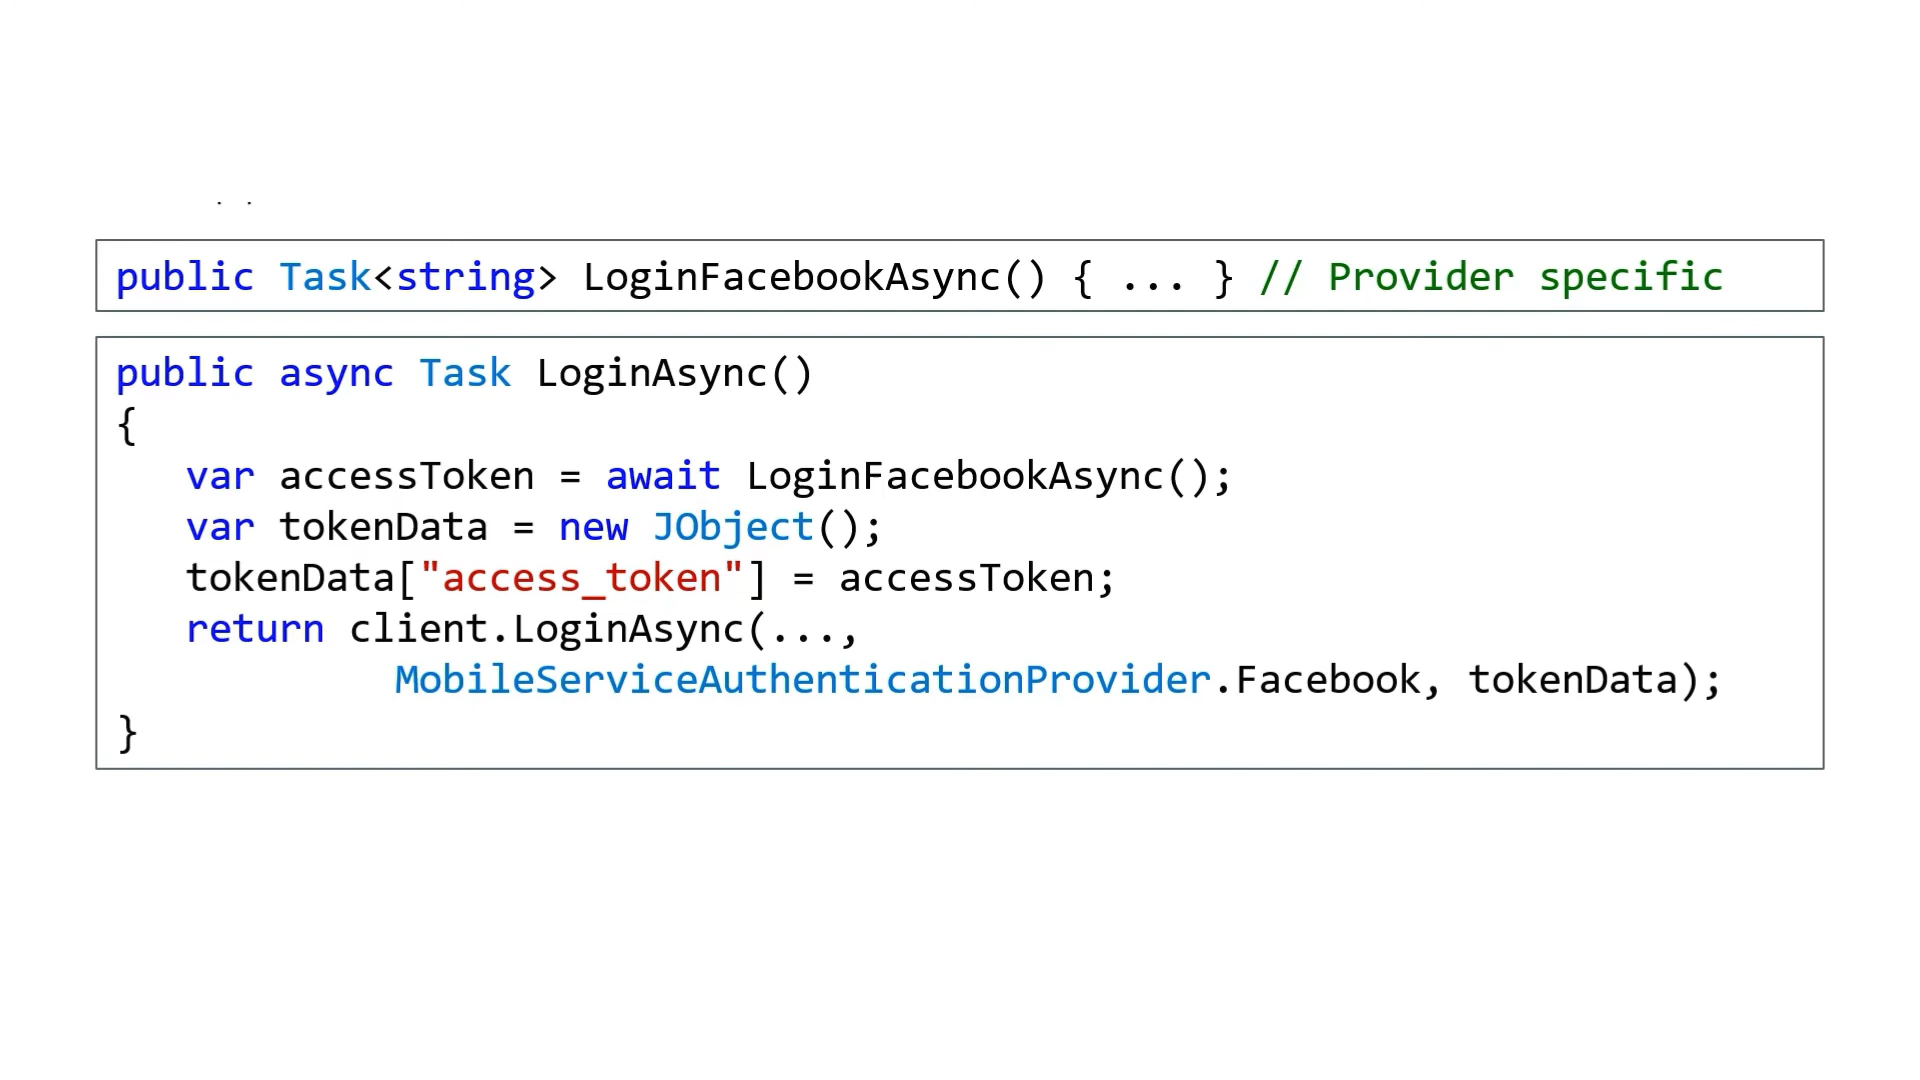 public Task<string> LoginFacebookAsync() { ... } // Provider specific
public async Task LoginAsync()
{
var accessToken = await LoginFacebookAsync();
var tokenData = new JObject();
tokenData["access_token"] = accessToken;
return client.LoginAsync(...,
MobileServiceAuthenticationProvider.Facebook, tokenData);
}